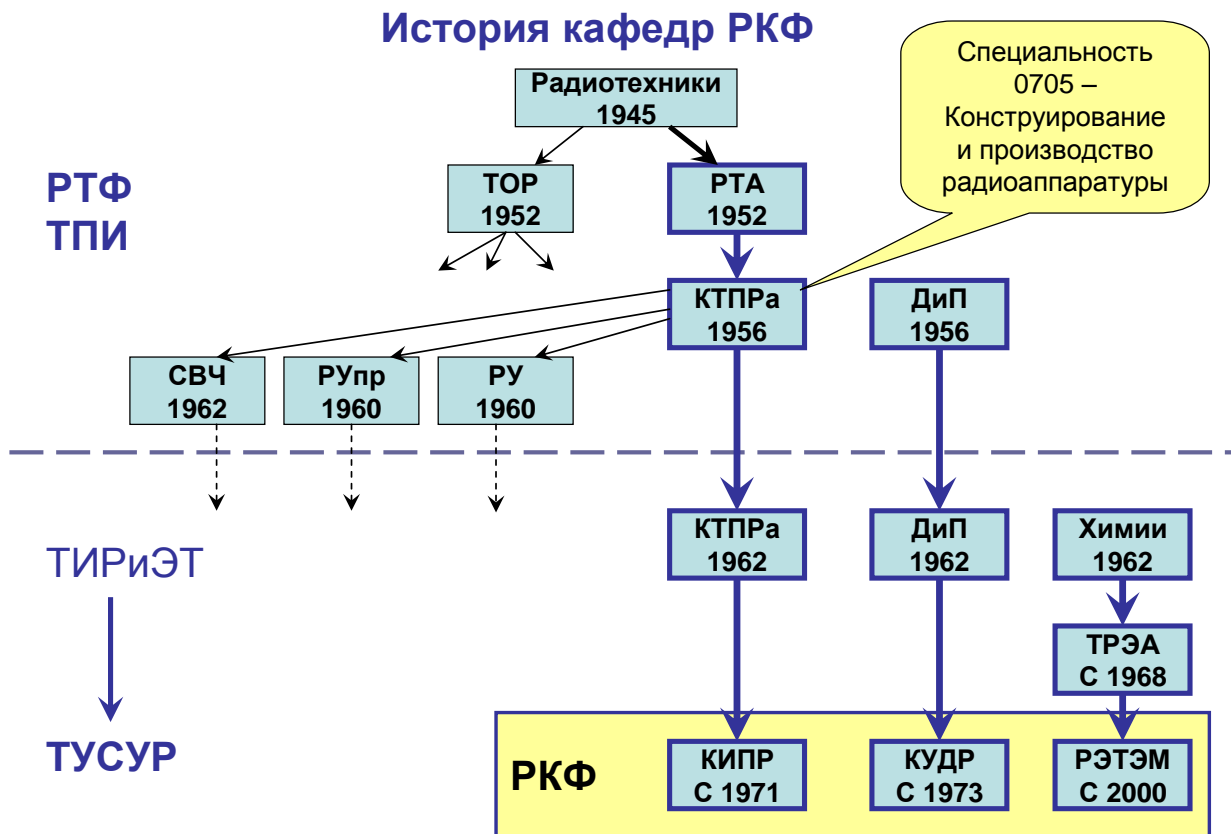 История кафедр РКФ
Специальность
0705 –
Конструирование
и производство
радиоаппаратуры
Радиотехники
1945
РТФ
ТПИ
ТОР
1952
РТА
1952
КТПРа
1956
ДиП
1956
СВЧ
1962
РУпр
1960
РУ
1960
ТИРиЭТ
КТПРа
1962
ДиП
1962
Химии
1962
ТРЭА
С 1968
ТУСУР
РКФ
КИПР
С 1971
КУДР
С 1973
РЭТЭМ
С 2000